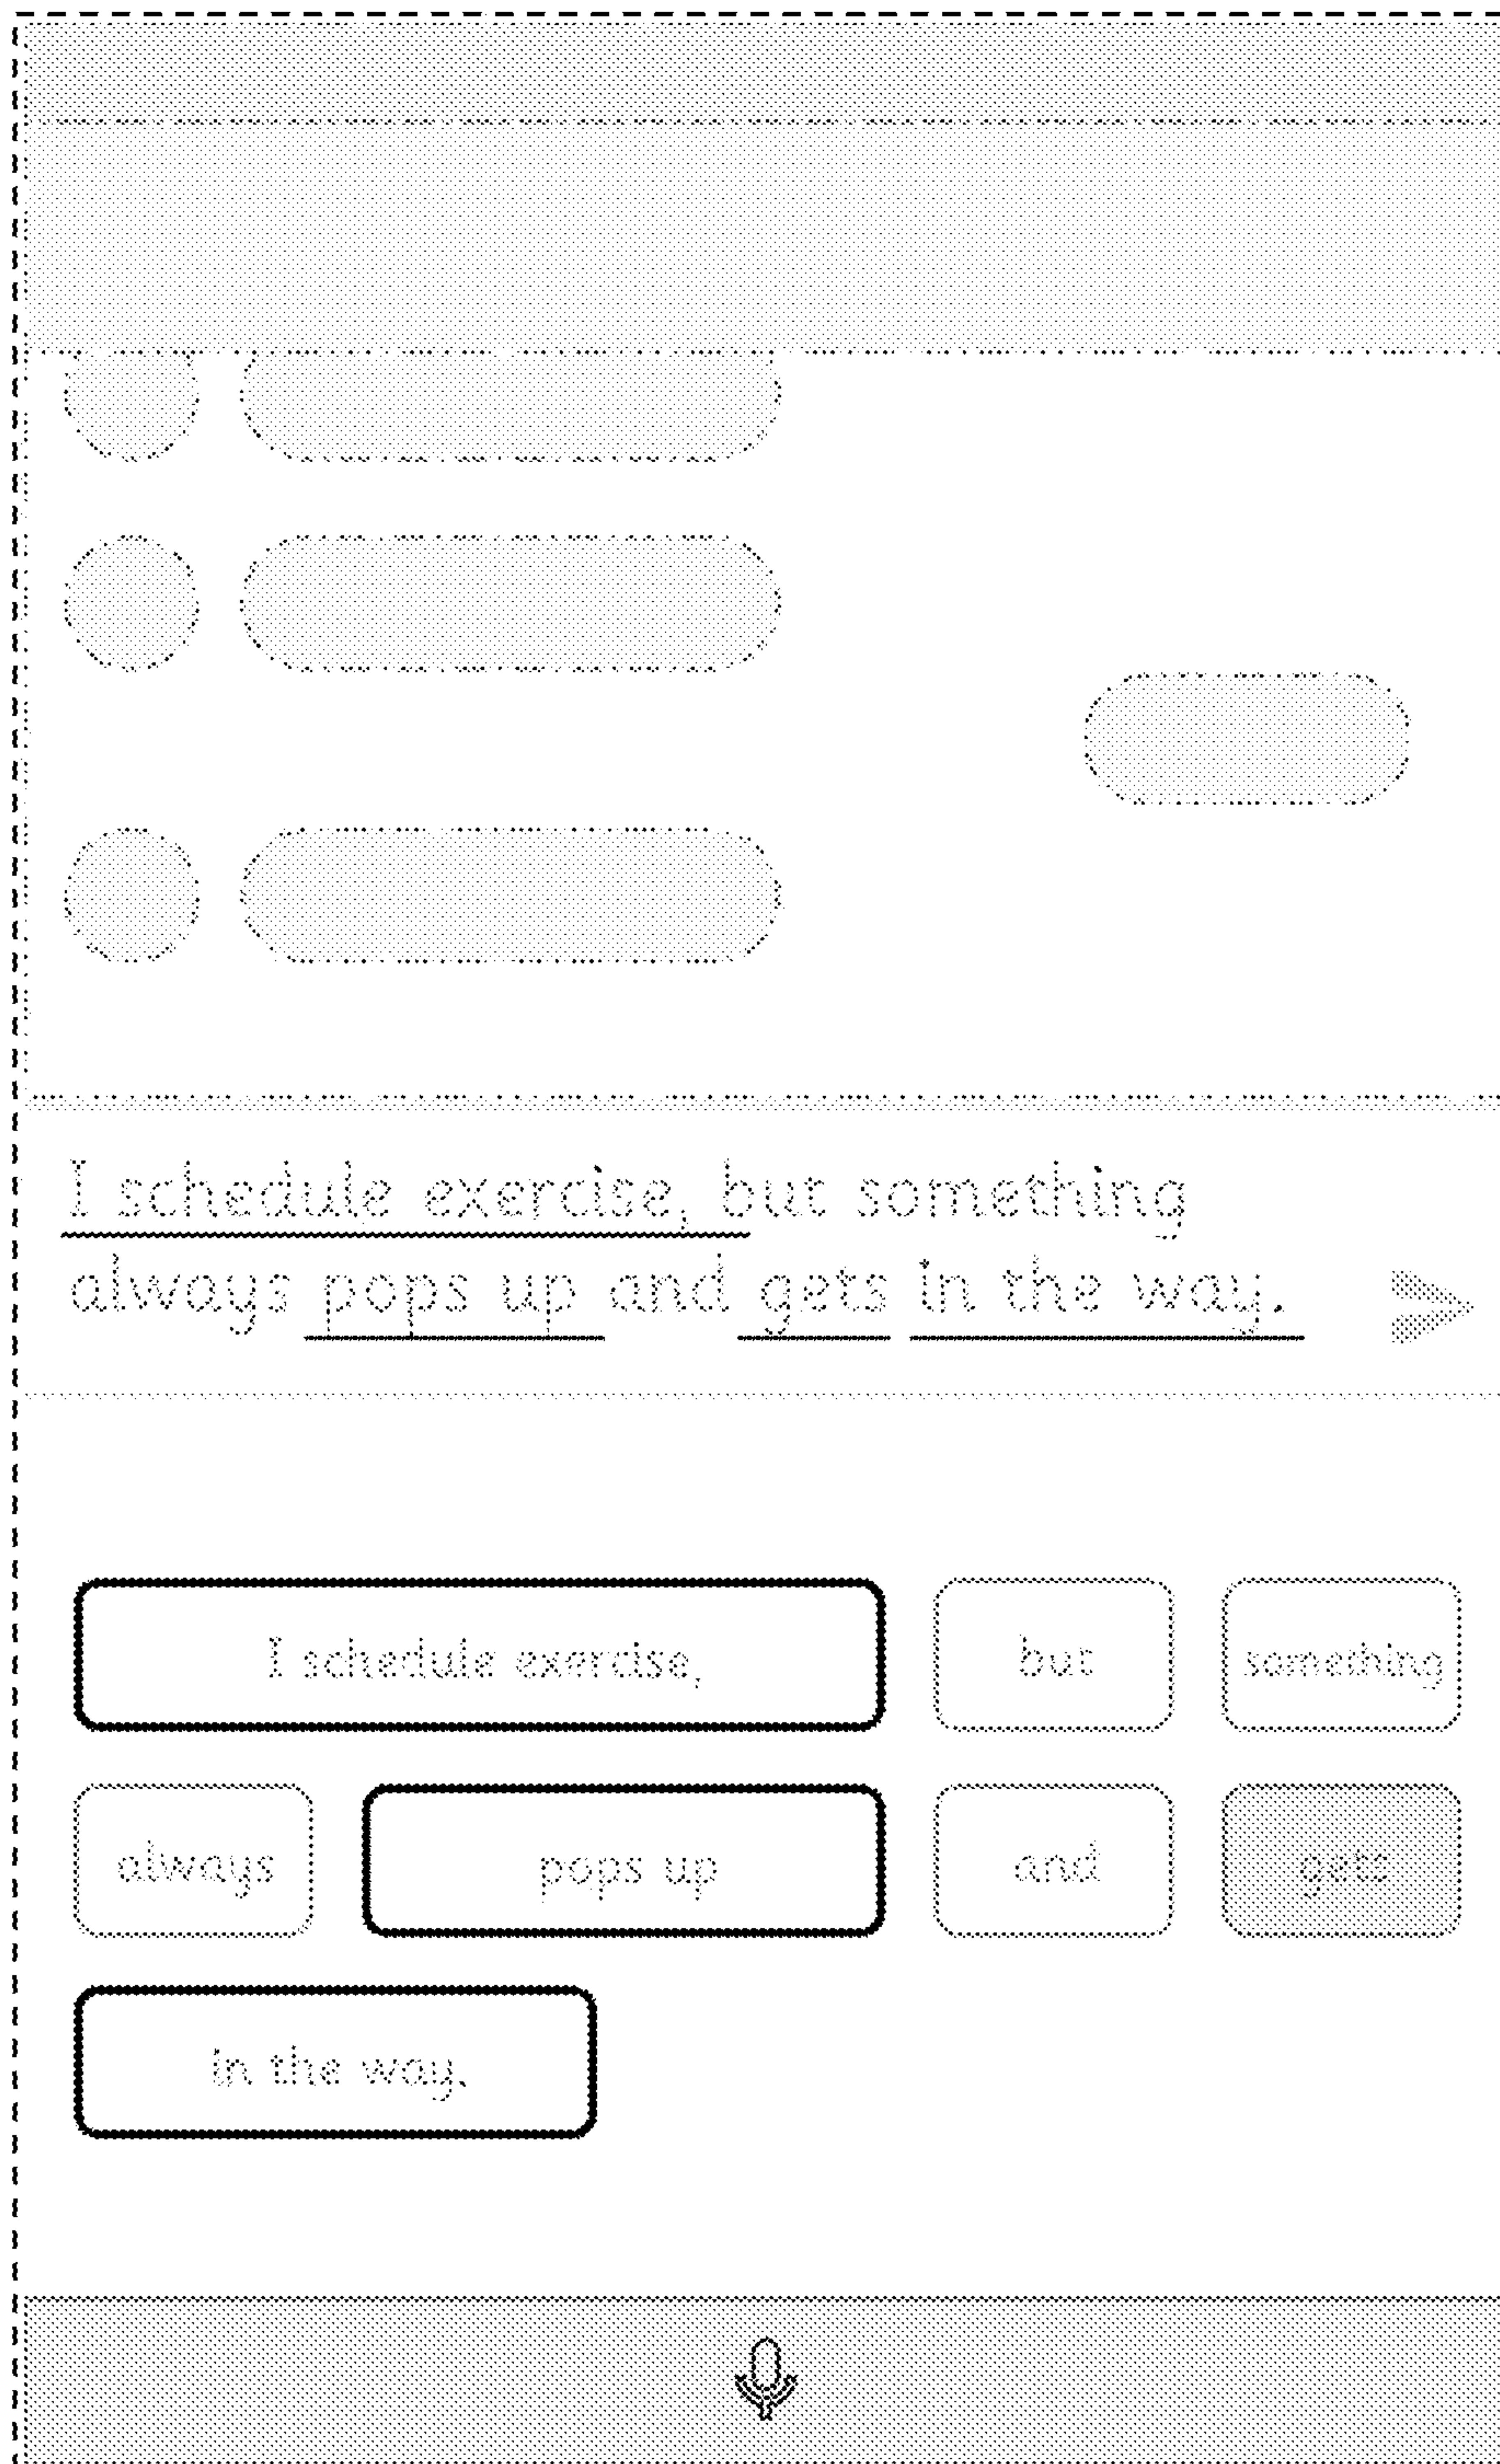 I schedule exercise, but something
always pops up and gets in the way.
I schedule exercise, but something
always pops up and gets
in the way.